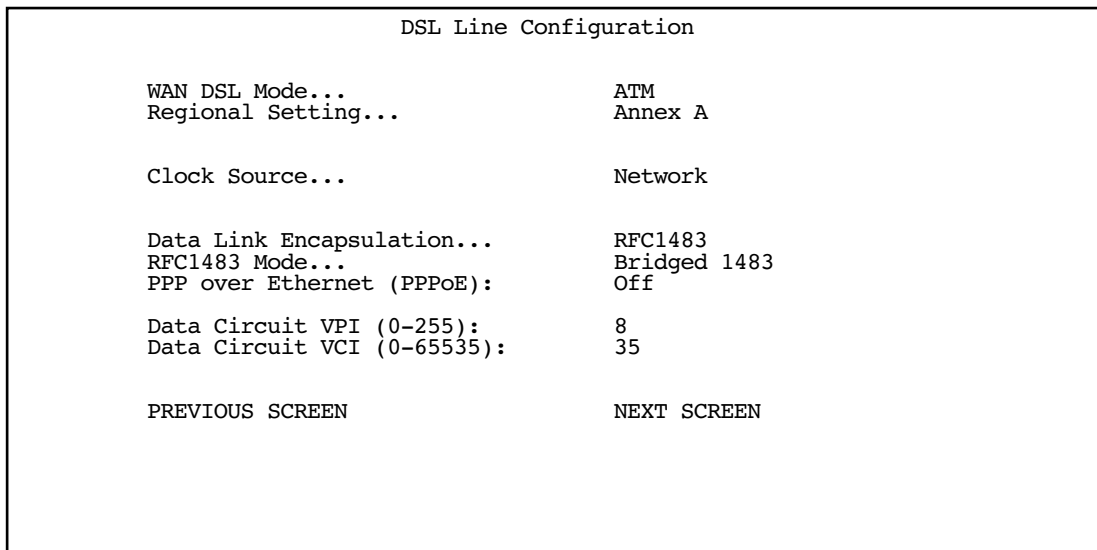 DSL Line Configuration
WAN DSL Mode... ATM
Regional Setting... Annex A
Clock Source... Network
Data Link Encapsulation... RFC1483
RFC1483 Mode... Bridged 1483
PPP over Ethernet (PPPoE): Off
Data Circuit VPI (0-255): 8
Data Circuit VCI (0-65535): 35
PREVIOUS SCREEN NEXT SCREEN